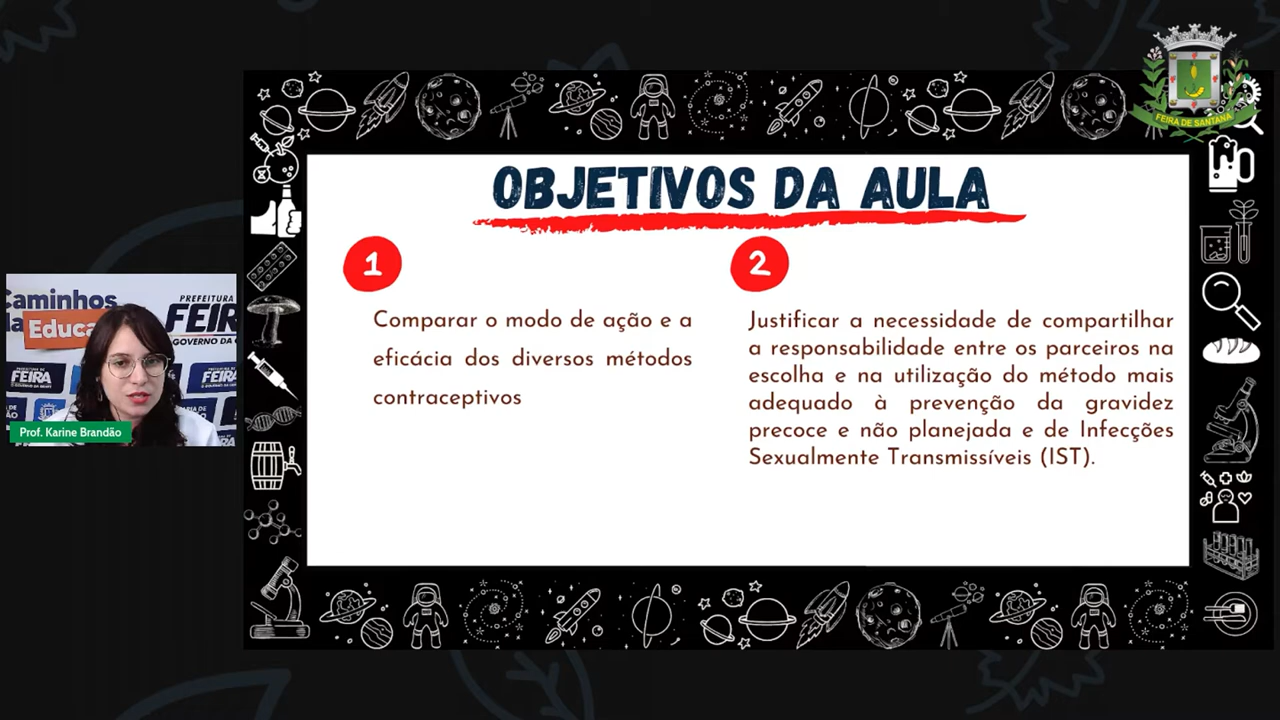 FEIRA DE SANTANA
OBJETIVOS DA AULA
1
Comparar o modo de ação e a
eficácia dos diversos métodos
contraceptivos
2
Justificar a necessidade de compartilhar
a responsabilidade entre os parceiros na
escolha e na utilização do método mais
adequado à prevenção da gravidez
precoce e não planejada e de Infecções
Sexualmente Transmissíveis (IST).
Caminhos
da
Educa
PREFEITURA
FEIR
GOVERNO DA
FEIRA
FEIRA
Prof. Karine Brandão